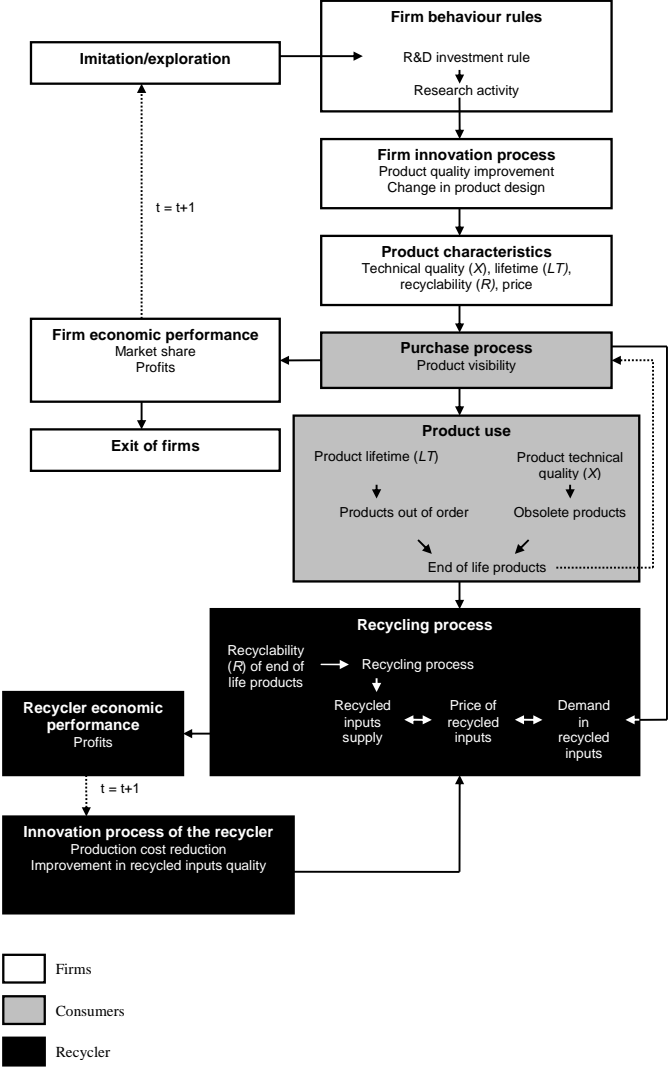 Firm behaviour rules
R&D investment rule
Research activity
Imitation/exploration
Firm innovation process
Product quality improvement
Change in product design
t = t+1
Product characteristics
Technical quality (X), lifetime (LT),
recyclability (R), price
Firm economic performance
Market share
Profits
Purchase process
Product visibility
Exit of firms
Product use
Product lifetime (LT)
Product technical
quality (X)
Products out of order
Obsolete products
End of life products
Recycling process
Recyclability
(R) of end of
life products
Recycling process
Recycled
inputs
supply
Price of
recycled
inputs
Demand
in
recycled
inputs
Recycler economic
performance
Profits
t = t+1
Innovation process of the recycler
Production cost reduction
Improvement in recycled inputs quality
Firms
Consumers
Recycler